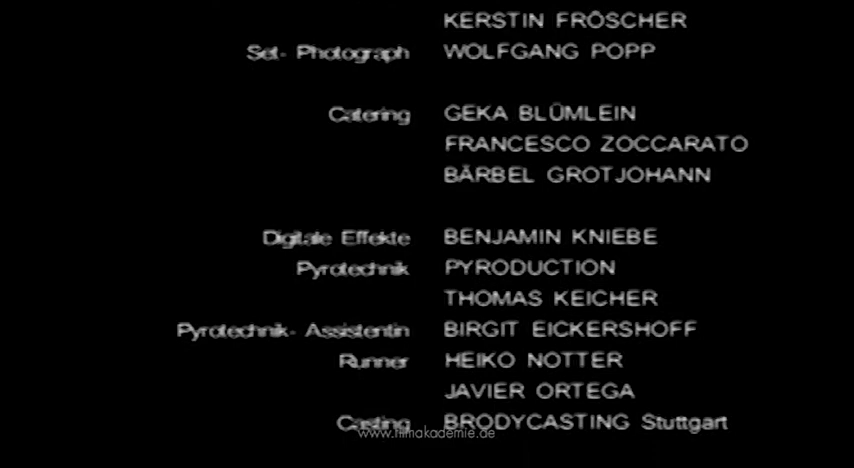 KERSTIN FRÖSCHER
Set- Photograph WOLFGANG POPP
Catering GEKA BLÜMLEIN
FRANCESCO ZOCCARATO
BÄRBEL GROTJOHANN
Digitale Effekte BENJAMIN KNIEBE
Pyrotechnik PYRODUCTION
THOMAS KEICHER
Pyrotechnik- Assistentin BIRGIT EICKERSHOFF
Runner HEIKO NOTTER
JAVIER ORTEGA
Casting BRODYCASTING Stuttgart
www.filmakademie.de